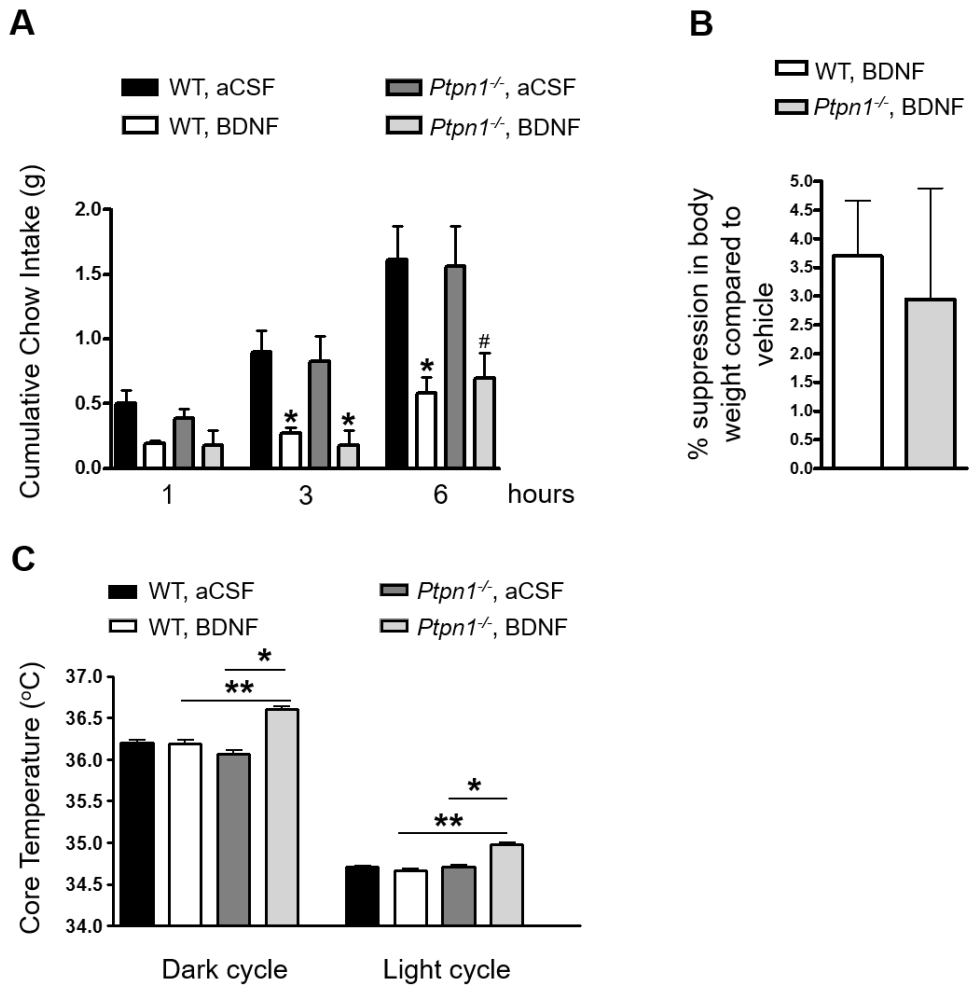 A
WT, aCSF
Ptpn1-/-, aCSF
WT, BDNF
Ptpn1-/-, BDNF
Cumulative Chow Intake (g)
2.0
1.5
1.0
0.5
0.0
*
*
*
#
1
3
6
hours
B
WT, BDNF
Ptpn1-/-, BDNF
% suppression in body
weight compared to
vehicle
5.0
4.5
4.0
3.5
3.0
2.5
2.0
1.5
1.0
0.5
0.0
C
WT, aCSF
Ptpn1-/-, aCSF
WT, BDNF
Ptpn1-/-, BDNF
Core Temperature (oC)
37.0
36.5
36.0
35.5
35.0
34.5
34.0
*
**
*
**
Dark cycle
Light cycle